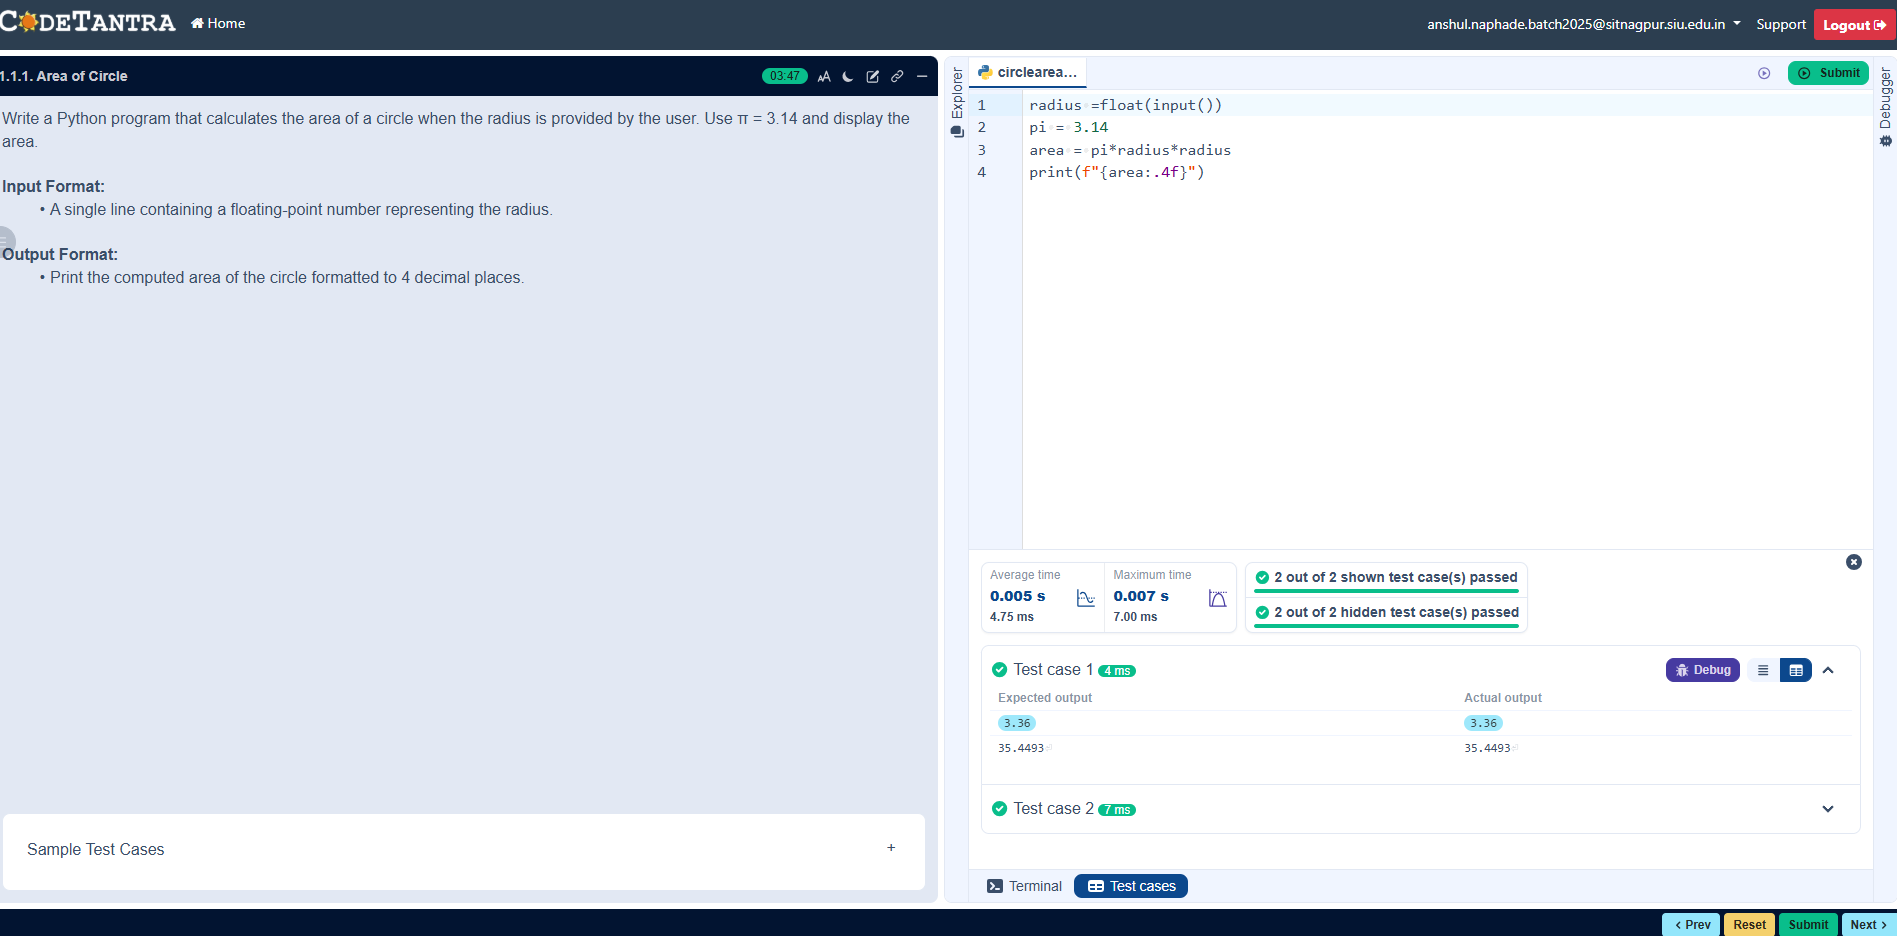 CODETANTRA
Home
anshul.naphade.batch2025@sitnagpur.siu.edu.in
Support
Logout
1.1.1. Area of Circle
03:47
AA
Write a Python program that calculates the area of a circle when the radius is provided by the user. Use π = 3.14 and display the
area.
Input Format:
• A single line containing a floating-point number representing the radius.
Output Format:
• Print the computed area of the circle formatted to 4 decimal places.
Sample Test Cases
+
Explorer
circlearea...
Submit
Debugger
1 radius =float(input())
2 pi = 3.14
3 area = pi*radius*radius
4 print(f"{area:.4f}")
Average time
0.005 s
4.75 ms
Maximum time
0.007 s
7.00 ms
2 out of 2 shown test case(s) passed
2 out of 2 hidden test case(s) passed
Test case 1 4 ms
Debug
Expected output
Actual output
3.36
3.36
35.4493
35.4493
Test case 2 7 ms
Terminal
Test cases
< Prev
Reset
Submit
Next >